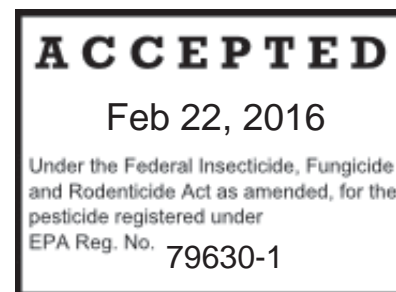 ACCEPTED
Feb 22, 2016
Under the Federal Insecticide, Fungicide
and Rodenticide Act as amended, for the
pesticide registered under
EPA Reg. No. 79630-1